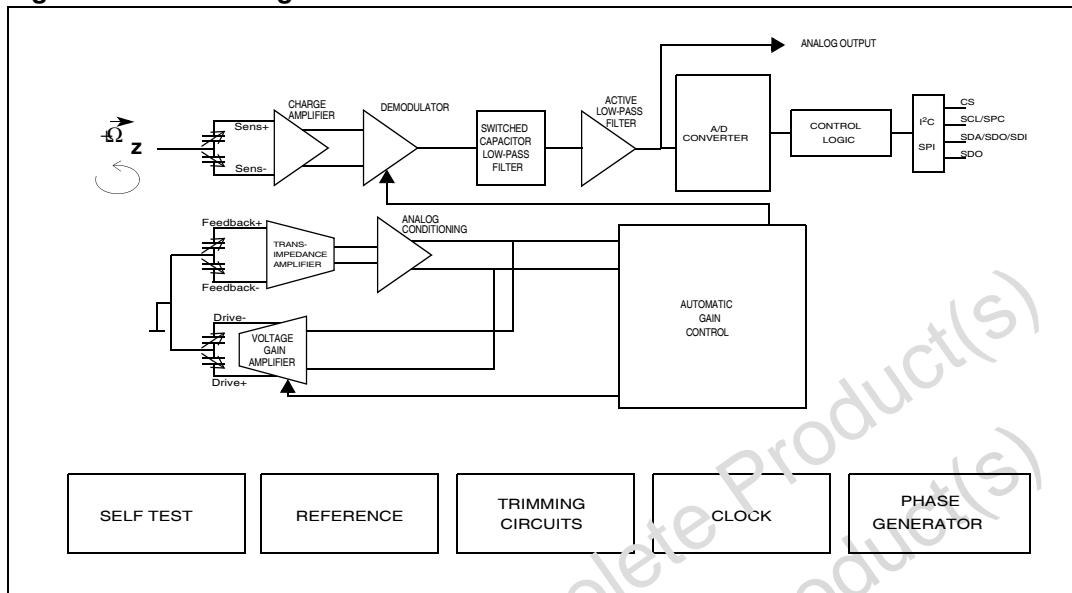 ANALOG OUTPUT
CHARGE
AMPLIFIER
DEMODULATOR
ACTIVE
LOW-PASS
FILTER
+Ω
z
Sens+
Sens-
SWITCHED
CAPACITOR
LOW-PASS
FILTER
A/D
CONVERTER
CONTROL
LOGIC
I²C
SPI
CS
SCL/SPC
SDA/SDO/SDI
SDO
Feedback+
Feedback-
TRANS-
IMPEDANCE
AMPLIFIER
ANALOG
CONDITIONING
AUTOMATIC
GAIN
CONTROL
Drive-
Drive+
VOLTAGE
GAIN
AMPLIFIER
SELF TEST
REFERENCE
TRIMMING
CIRCUITS
CLOCK
PHASE
GENERATOR
Product(s)